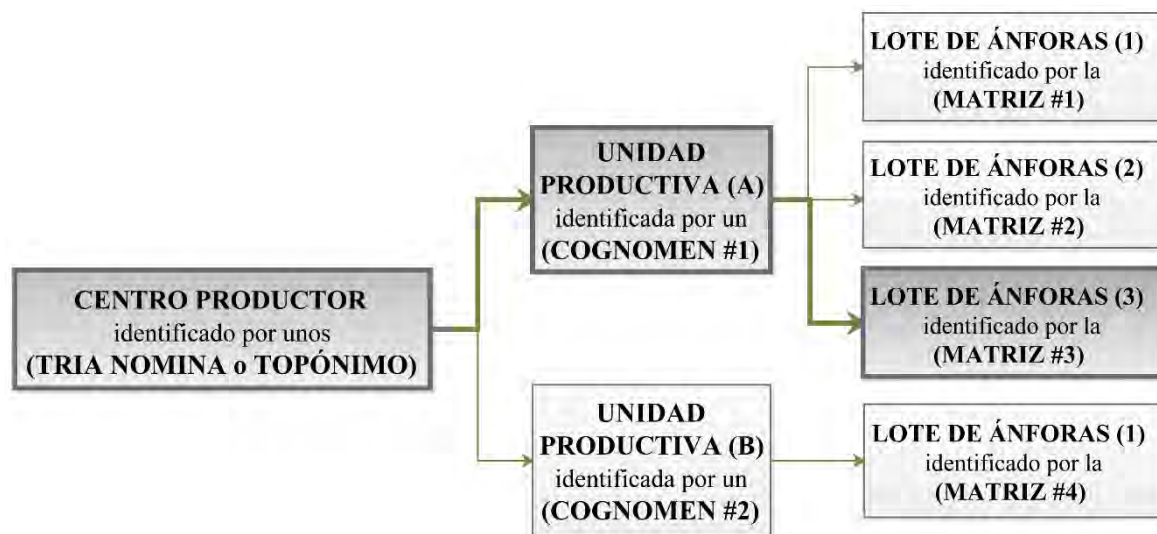 CENTRO PRODUCTOR
identificado por unos
(TRIA NOMINA o TOPÓNIMO)
UNIDAD
PRODUCTIVA (A)
identificada por un
(COGNOMEN #1)
UNIDAD
PRODUCTIVA (B)
identificada por un
(COGNOMEN #2)
LOTE DE ÁNFORAS (1)
identificado por la
(MATRIZ #1)
LOTE DE ÁNFORAS (2)
identificado por la
(MATRIZ #2)
LOTE DE ÁNFORAS (3)
identificado por la
(MATRIZ #3)
LOTE DE ÁNFORAS (1)
identificado por la
(MATRIZ #4)